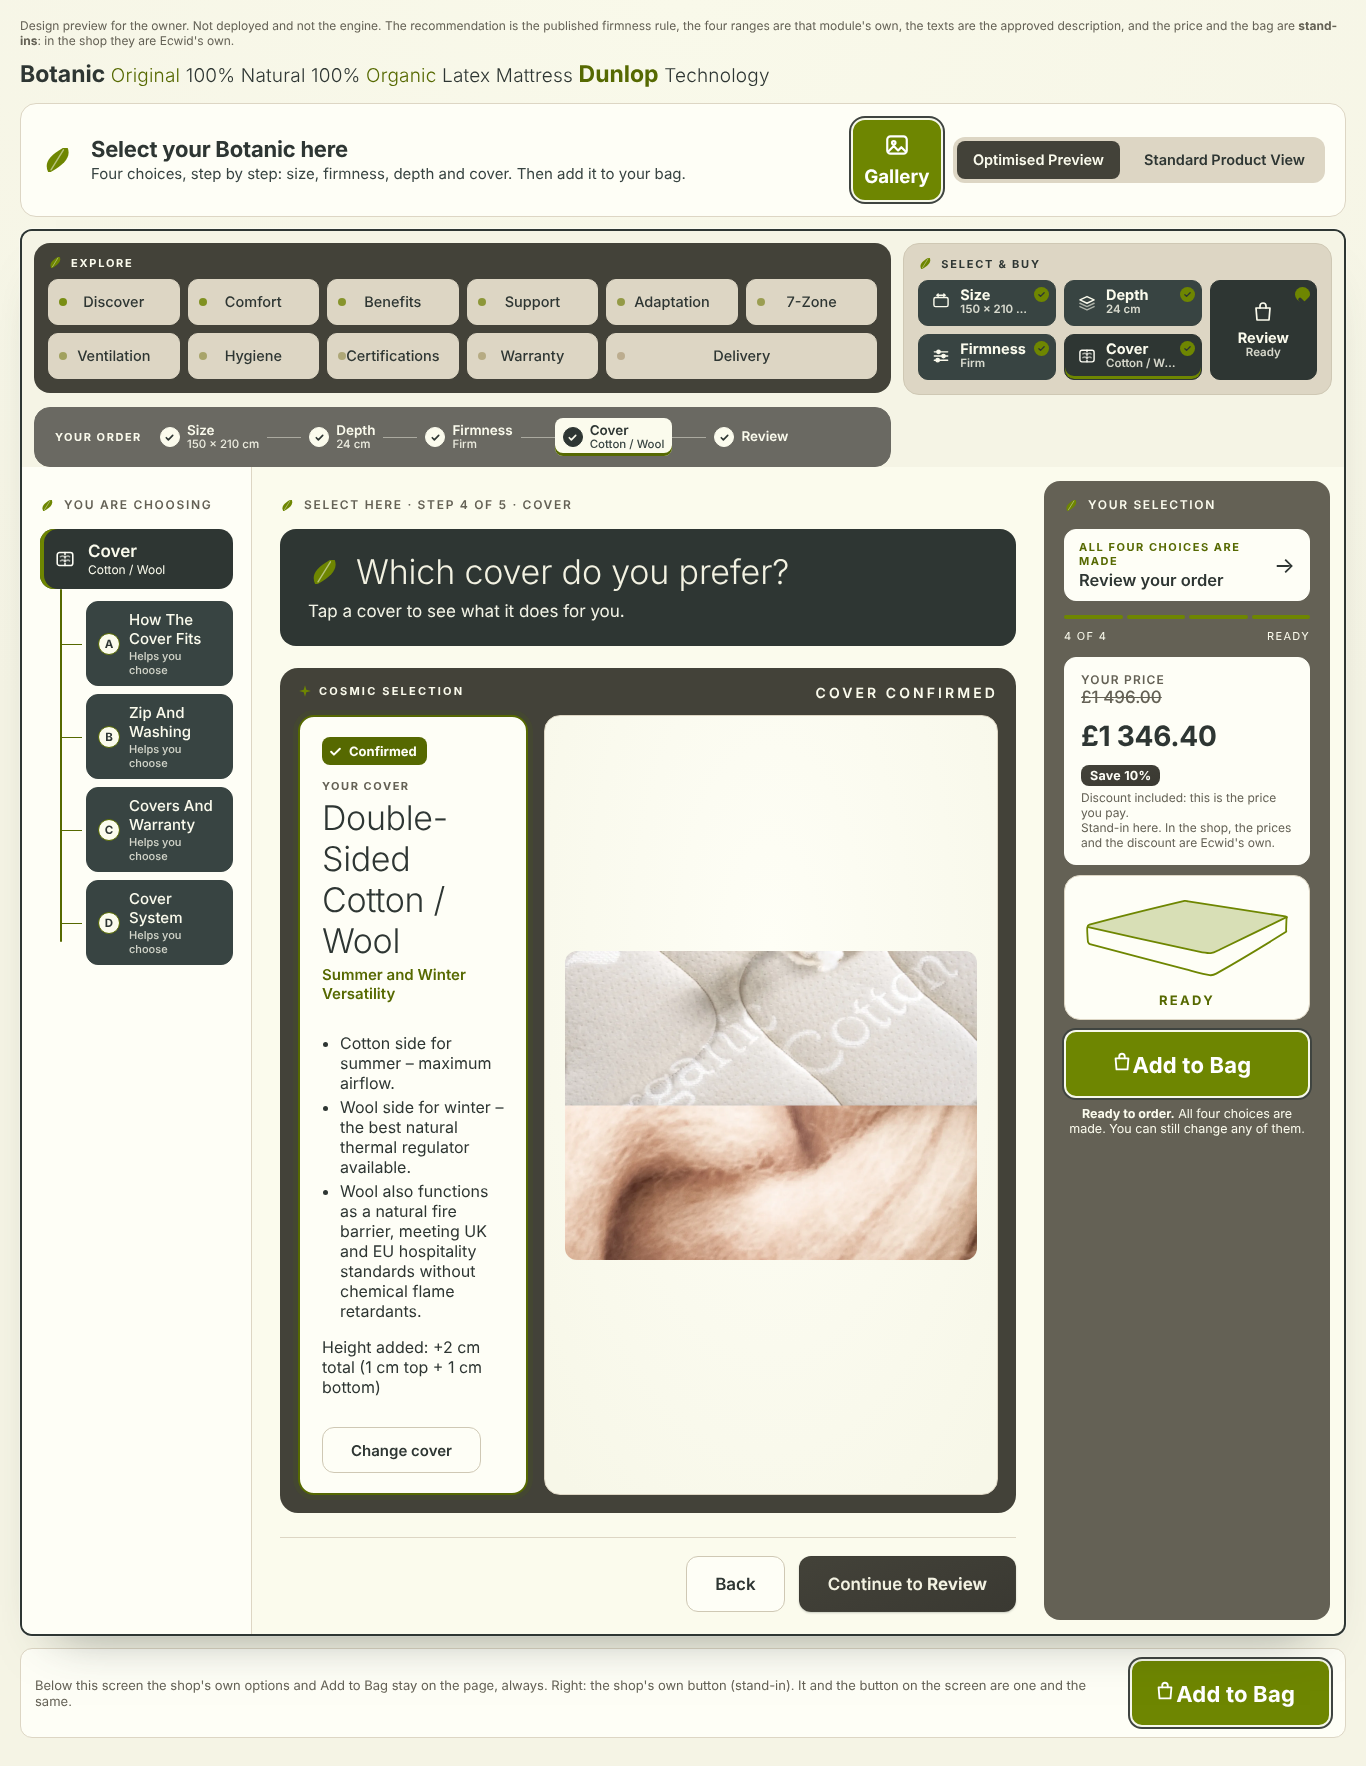 Design preview for the owner. Not deployed and not the engine. The recommendation is the published firmness rule, the four ranges are that module's own, the texts are the approved description, and the price and the bag are stand-
ins: in the shop they are Ecwid's own.
Botanic Original 100% Natural 100% Organic Latex Mattress Dunlop Technology
Select your Botanic here
Four choices, step by step: size, firmness, depth and cover. Then add it to your bag.
Gallery
Optimised Preview
Standard Product View
EXPLORE
Discover
Comfort
Benefits
Support
Adaptation
7-Zone
Ventilation
Hygiene
Certifications
Warranty
Delivery
SELECT & BUY
Size
150 × 210 ...
Depth
24 cm
Firmness
Firm
Cover
Cotton / W...
Review
Ready
YOUR ORDER
Size
150 × 210 cm
Depth
24 cm
Firmness
Firm
Cover
Cotton / Wool
Review
YOU ARE CHOOSING
Cover
Cotton / Wool
A
How The
Cover Fits
Helps you
choose
B
Zip And
Washing
Helps you
choose
C
Covers And
Warranty
Helps you
choose
D
Cover
System
Helps you
choose
SELECT HERE · STEP 4 OF 5 · COVER
Which cover do you prefer?
Tap a cover to see what it does for you.
COSMIC SELECTION
COVER CONFIRMED
Confirmed
YOUR COVER
Double-
Sided
Cotton /
Wool
Summer and Winter
Versatility
• Cotton side for
summer – maximum
airflow.
• Wool side for winter –
the best natural
thermal regulator
available.
• Wool also functions
as a natural fire
barrier, meeting UK
and EU hospitality
standards without
chemical flame
retardants.
Height added: +2 cm
total (1 cm top + 1 cm
bottom)
Change cover
ganic
Cotton
Back
Continue to Review
YOUR SELECTION
ALL FOUR CHOICES ARE
MADE
Review your order
4 OF 4
READY
YOUR PRICE
£1 496.00
£1 346.40
Save 10%
Discount included: this is the price
you pay.
Stand-in here. In the shop, the prices
and the discount are Ecwid's own.
READY
Add to Bag
Ready to order. All four choices are
made. You can still change any of them.
Below this screen the shop's own options and Add to Bag stay on the page, always. Right: the shop's own button (stand-in). It and the button on the screen are one and the
same.
Add to Bag